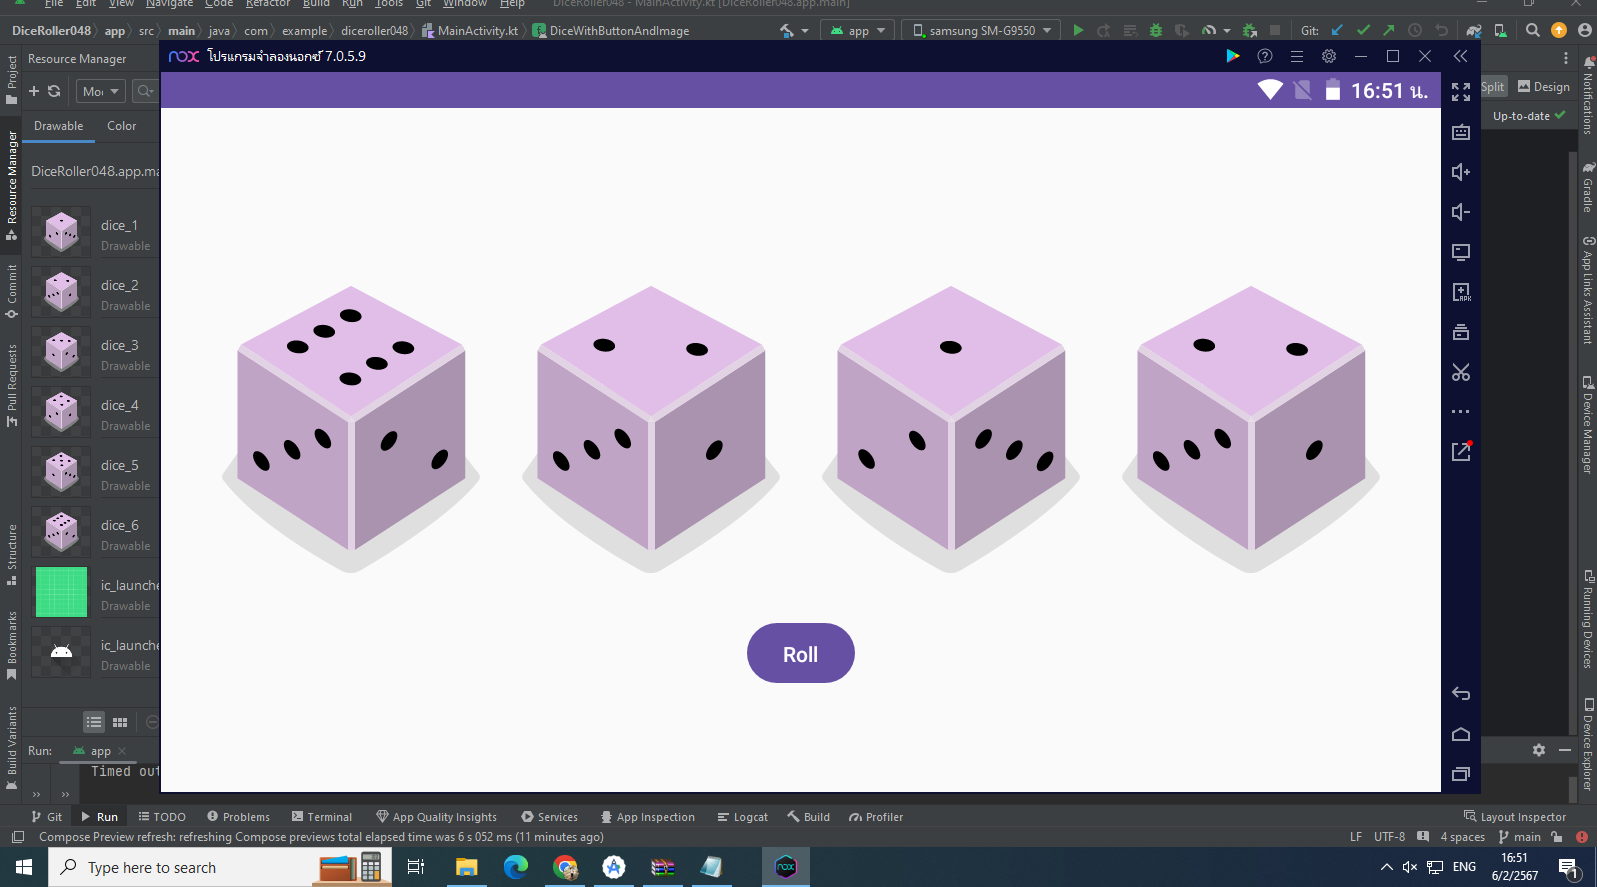 File Edit View Navigate Code Refactor Build Run Tools Git Window Help DiceRoller048 - MainActivity.kt [DiceRoller048.app.main]
DiceRoller048 app src main java com example diceroller048 MainActivity.kt DiceWithButtonAndImage app samsung SM-G9550 Git:
Resource Manager
nox โปรแกรมจำลองนอกซ์ 7.0.5.9
16:51 น.
Split Design
Up-to-date
Mo
Drawable Color
DiceRoller048.app.ma
dice_1
Drawable
dice_2
Drawable
dice_3
Drawable
dice_4
Drawable
dice_5
Drawable
dice_6
Drawable
ic_launche
Drawable
ic_launche
Drawable
Roll
APK
Project
Resource Manager
Commit
Pull Requests
Structure
Bookmarks
Build Variants
Notifications
Gradle
App Links Assistant
Device Manager
Running Devices
Device Explorer
Run: app
Timed out
Git Run TODO Problems Terminal App Quality Insights Services App Inspection Logcat Build Profiler Layout Inspector
Compose Preview refresh: refreshing Compose previews total elapsed time was 6 s 052 ms (11 minutes ago) LF UTF-8 4 spaces main
Type here to search
nox
ENG
16:51
6/2/2567
1